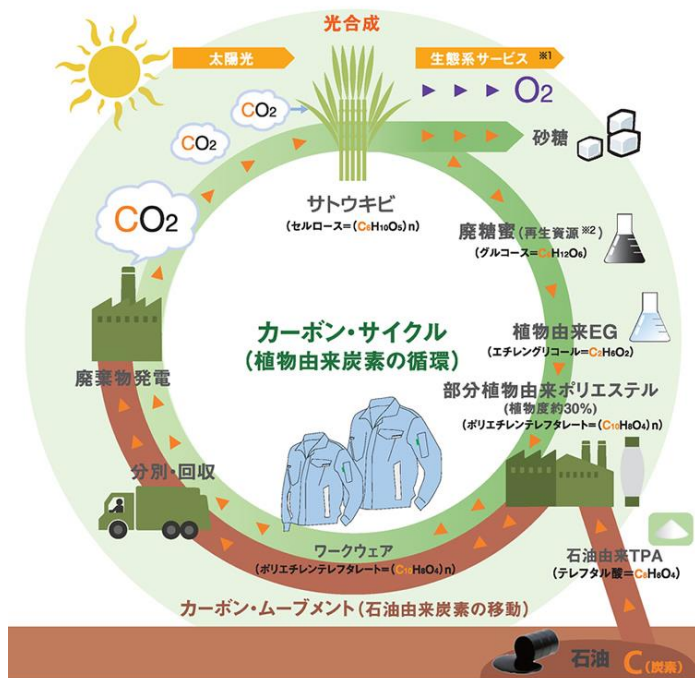 光合成
太陽光
生態系サービス ※1
CO2
O2
CO2
砂糖
CO2
サトウキビ
(セルロース=(C6H10O5)n)
廃糖蜜(再生資源※2)
(グルコース=C6H12O6)
カーボン・サイクル
(植物由来炭素の循環)
植物由来EG
(エチレングリコール=C2H6O2)
廃棄物発電
部分植物由来ポリエステル
(植物度約30%)
(ポリエチレンテレフタレート=(C10H8O4)n)
分別・回収
ワークウェア
(ポリエチレンテレフタレート=(C10H8O4)n)
石油由来TPA
(テレフタル酸=C8H6O4)
カーボン・ムーブメント(石油由来炭素の移動)
石油 C(炭素)